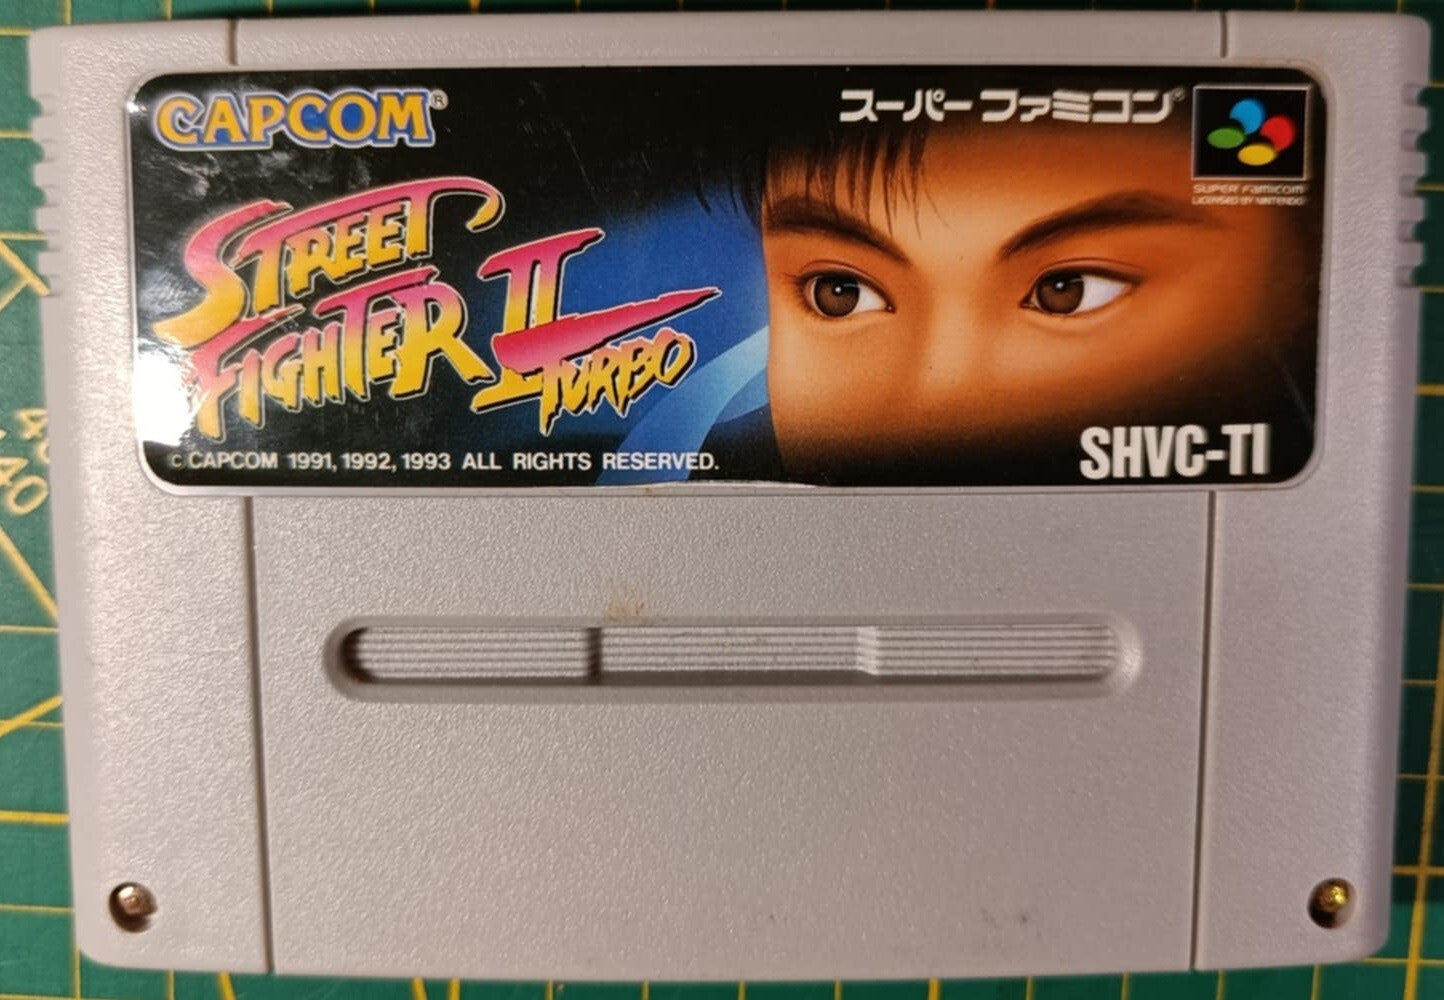 CAPCOM®
スーパーファミコン®
SUPER FAMICOM
LICENSED BY NINTENDO
STREET
FIGHTER II
TURBO
© CAPCOM 1991, 1992, 1993 ALL RIGHTS RESERVED.
SHVC-TI
40